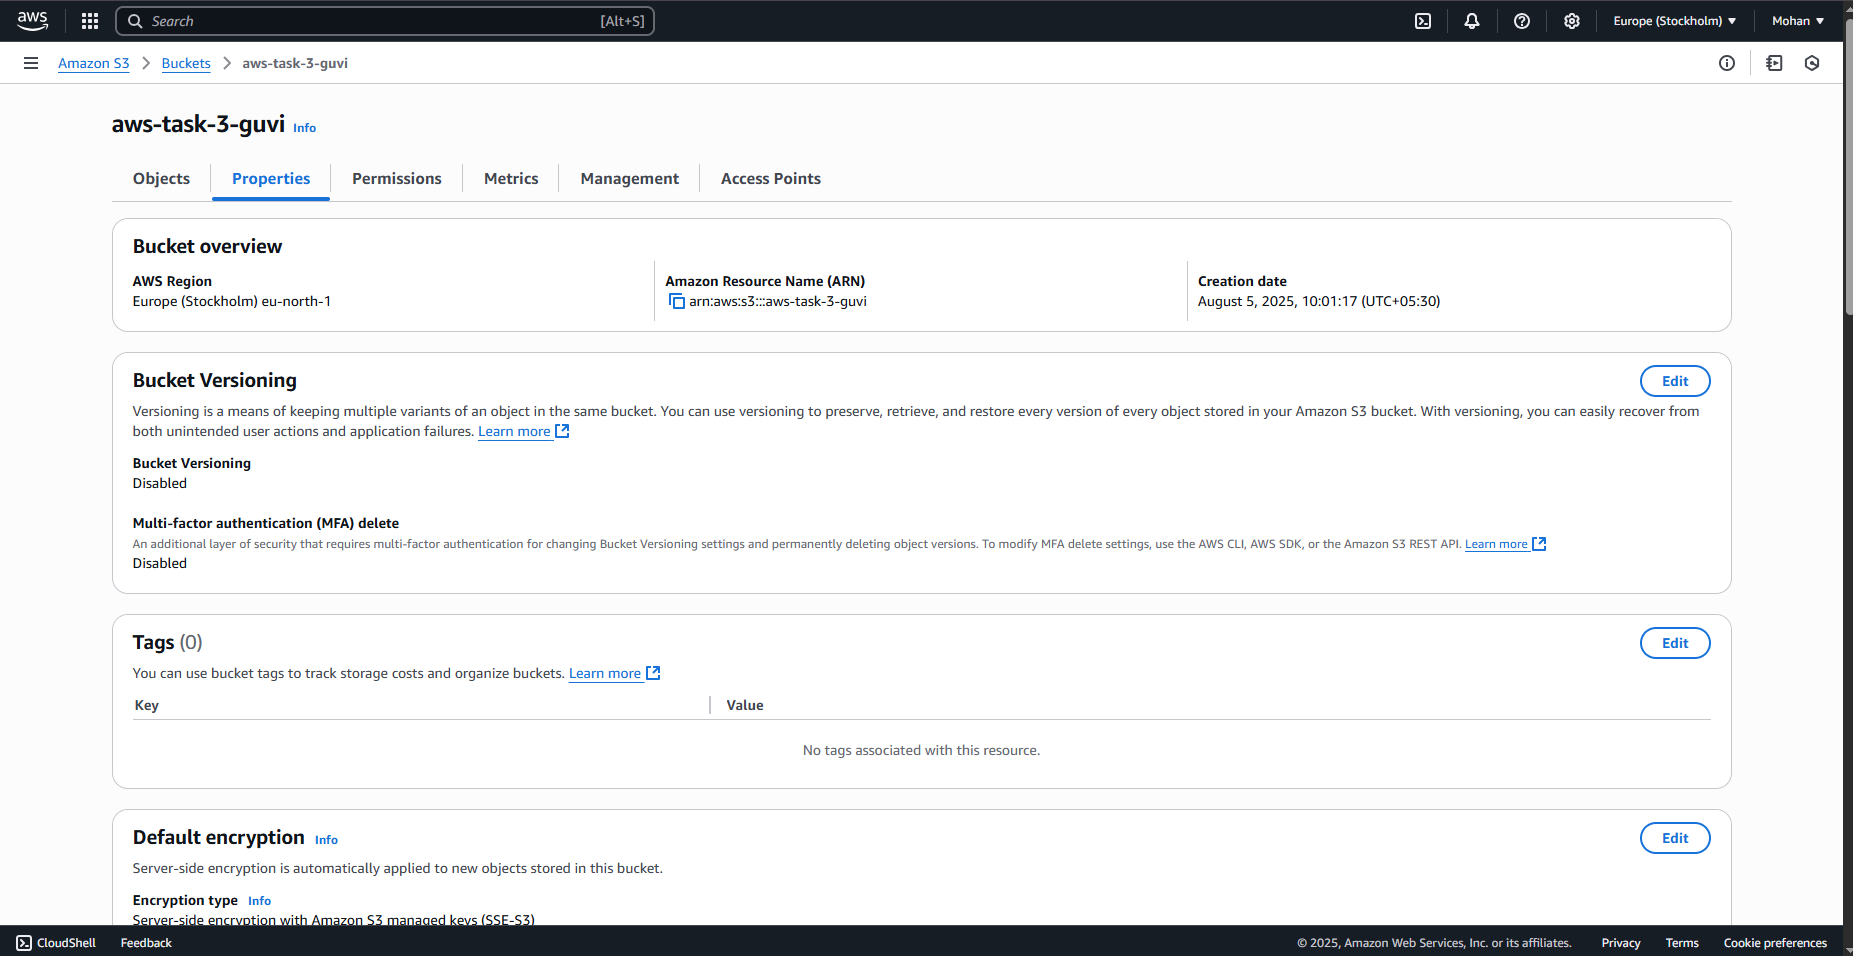 aws
Search [Alt+S]
Europe (Stockholm)
Mohan
Amazon S3
Buckets
aws-task-3-guvi
aws-task-3-guvi Info
Objects
Properties
Permissions
Metrics
Management
Access Points
Bucket overview
AWS Region
Europe (Stockholm) eu-north-1
Amazon Resource Name (ARN)
arn:aws:s3:::aws-task-3-guvi
Creation date
August 5, 2025, 10:01:17 (UTC+05:30)
Bucket Versioning
Edit
Versioning is a means of keeping multiple variants of an object in the same bucket. You can use versioning to preserve, retrieve, and restore every version of every object stored in your Amazon S3 bucket. With versioning, you can easily recover from
both unintended user actions and application failures. Learn more
Bucket Versioning
Disabled
Multi-factor authentication (MFA) delete
An additional layer of security that requires multi-factor authentication for changing Bucket Versioning settings and permanently deleting object versions. To modify MFA delete settings, use the AWS CLI, AWS SDK, or the Amazon S3 REST API. Learn more
Disabled
Tags (0)
Edit
You can use bucket tags to track storage costs and organize buckets. Learn more
Key
Value
No tags associated with this resource.
Default encryption Info
Edit
Server-side encryption is automatically applied to new objects stored in this bucket.
Encryption type Info
Server-side encryption with Amazon S3 managed keys (SSE-S3)
CloudShell
Feedback
© 2025, Amazon Web Services, Inc. or its affiliates.
Privacy
Terms
Cookie preferences